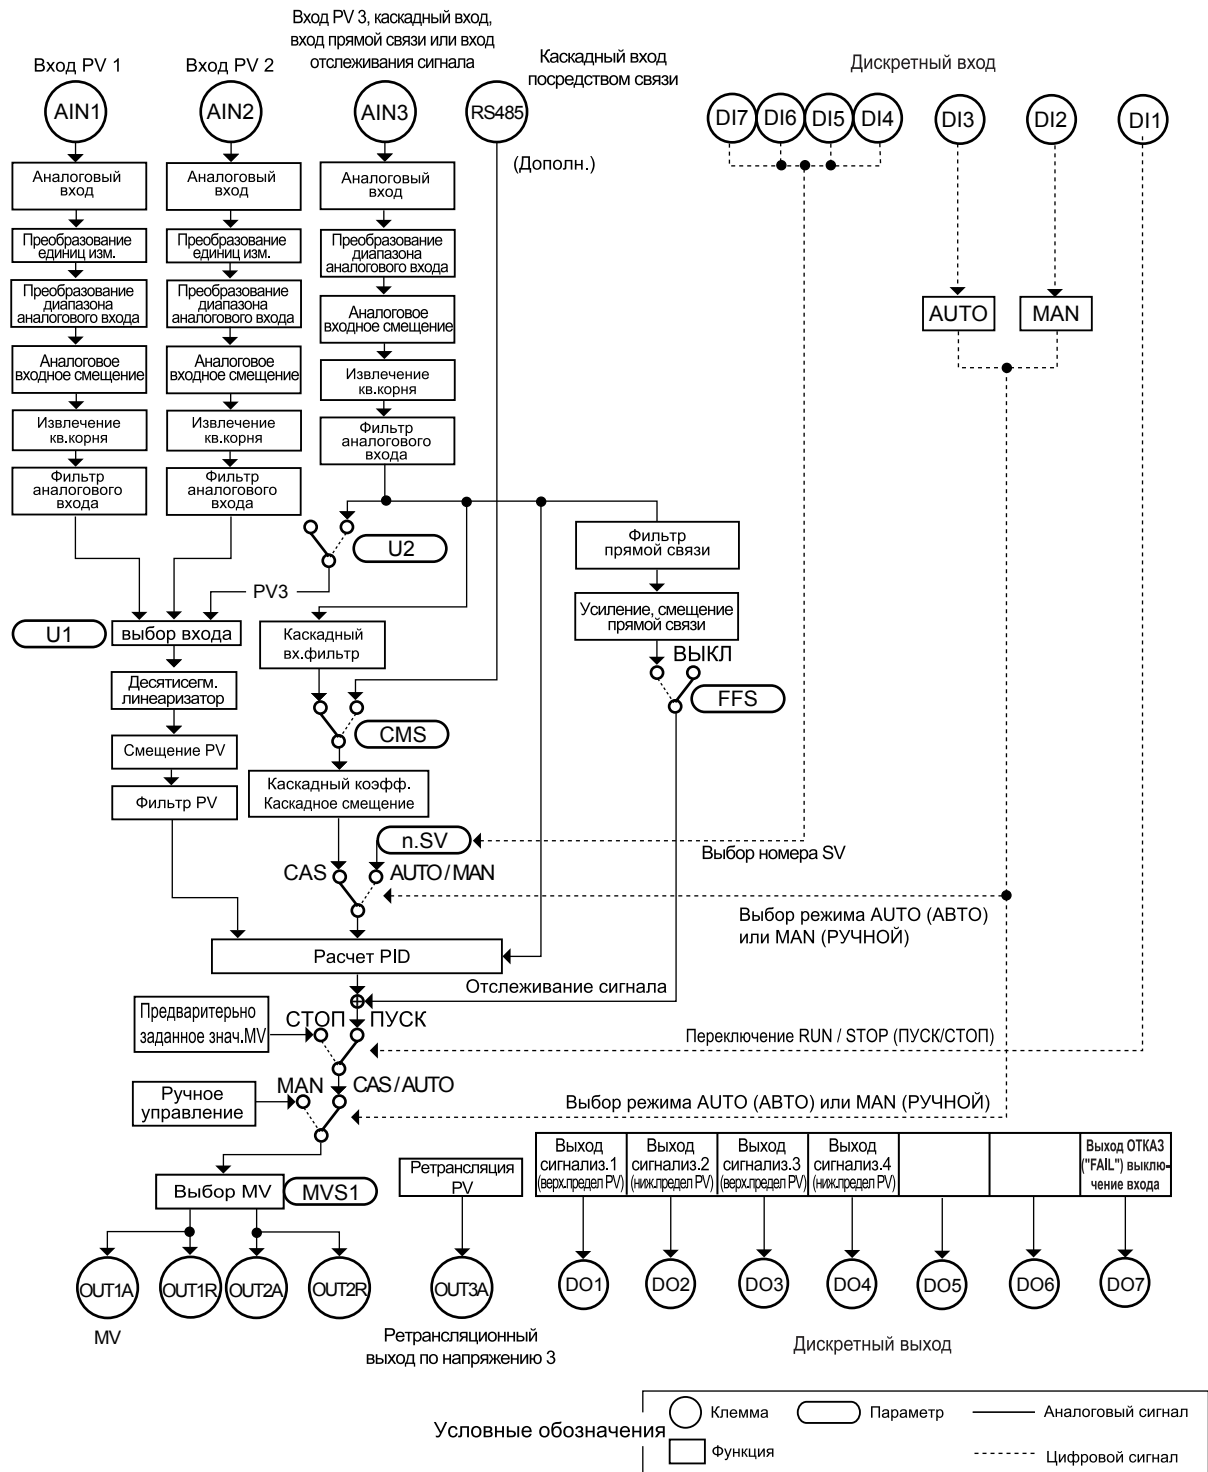 Вход PV 3, каскадный вход,
вход прямой связи или вход
отслеживания сигнала
Вход PV 1
Вход PV 2
Каскадный вход
посредством связи
Дискретный вход
AIN1
AIN2
AIN3
RS485
DI7
DI6
DI5
DI4
DI3
DI2
DI1
(Дополн.)
Аналоговый
вход
Аналоговый
вход
Аналоговый
вход
Преобразование
единиц изм.
Преобразование
единиц изм.
Преобразование
диапазона
аналогового входа
Преобразование
диапазона
аналогового входа
Преобразование
диапазона
аналогового входа
Аналоговое
входное смещение
AUTO
MAN
Аналоговое
входное смещение
Аналоговое
входное смещение
Извлечение
кв.корня
Извлечение
кв.корня
Извлечение
кв.корня
Фильтр
аналогового
входа
Фильтр
аналогового
входа
Фильтр
аналогового
входа
U2
Фильтр
прямой связи
PV3
Усиление, смещение
прямой связи
U1
выбор входа
Каскадный
вх.фильтр
ВЫКЛ
FFS
Десятисегм.
линеаризатор
CMS
Смещение PV
Каскадный коэфф.
Каскадное смещение
Фильтр PV
n.SV
Выбор номера SV
CAS
AUTO/MAN
Выбор режима AUTO (АВТО)
или MAN (РУЧНОЙ)
Расчет PID
Отслеживание сигнала
Предваритерьно
заданное знач.MV
СТОП
ПУСК
Переключение RUN / STOP (ПУСК/СТОП)
Ручное
управление
MAN
CAS/AUTO
Выбор режима AUTO (АВТО) или MAN (РУЧНОЙ)
Выбор MV
MVS1
Ретрансляция
PV
Выход
сигнализ.1
(верх.предел PV)
Выход
сигнализ.2
(ниж.предел PV)
Выход
сигнализ.3
(верх.предел PV)
Выход
сигнализ.4
(ниж.предел PV)
Выход ОТКАЗ
("FAIL") выклю-
чение входа
OUT1A
OUT1R
OUT2A
OUT2R
OUT3A
DO1
DO2
DO3
DO4
DO5
DO6
DO7
MV
Ретрансляционный
выход по напряжению 3
Дискретный выход
Условные обозначения
Клемма
Параметр
Аналоговый сигнал
Функция
Цифровой сигнал